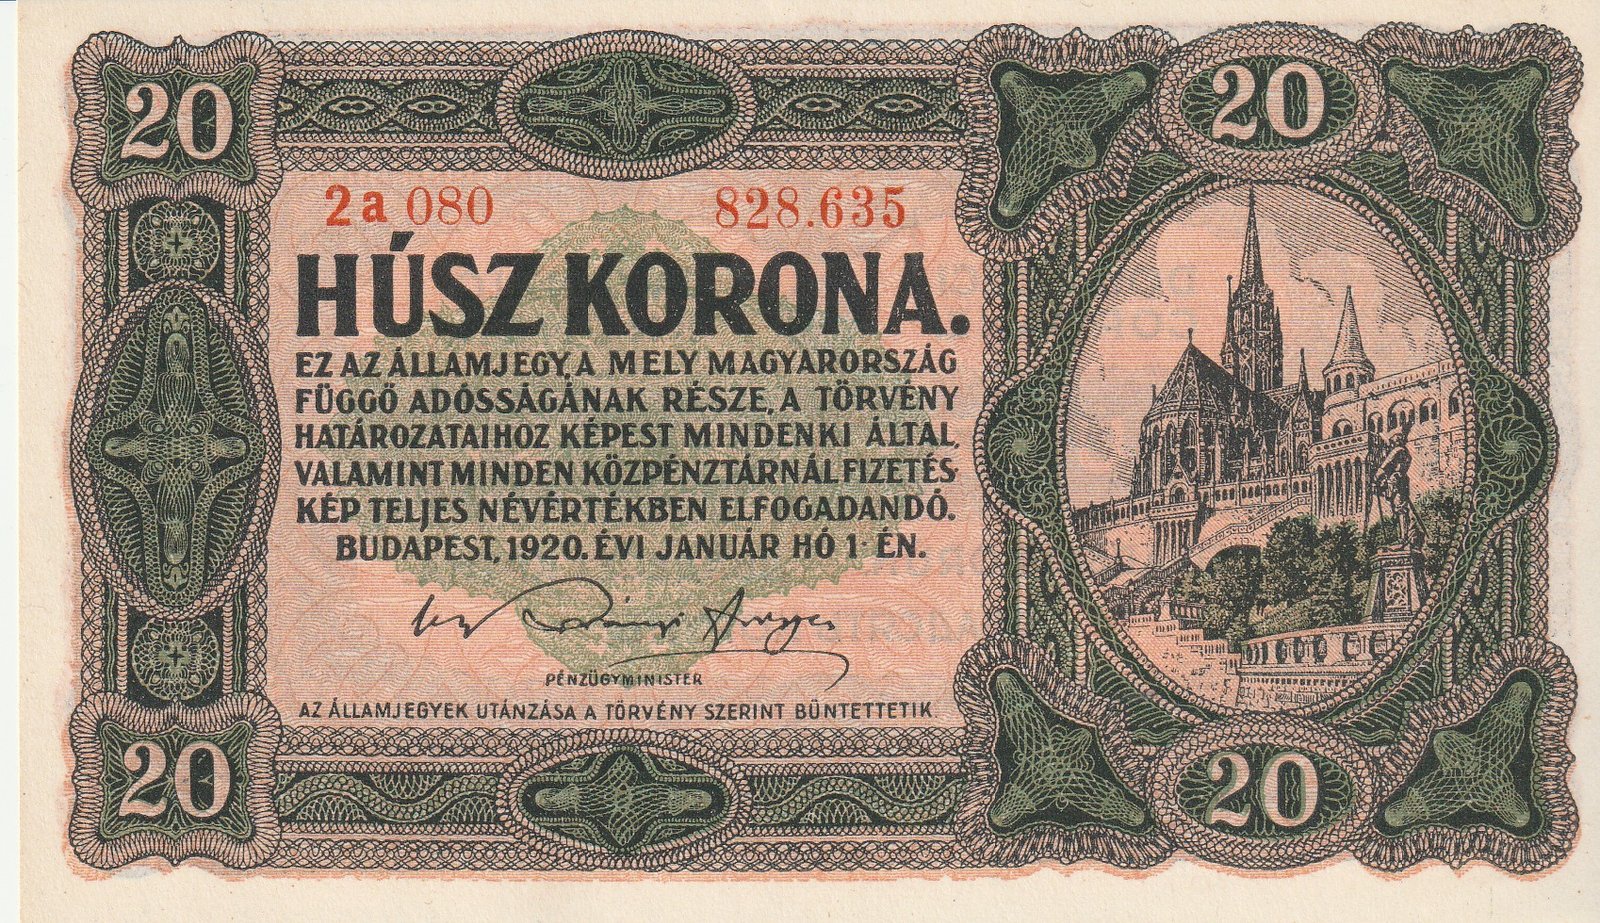 20
20
2a 080 828.635
HÚSZ KORONA.
EZ AZ ÁLLAMJEGY, A MELY MAGYARORSZÁG
FÜGGŐ ADÓSSÁGÁNAK RÉSZE, A TÖRVÉNY
HATÁROZATAIHOZ KÉPEST MINDENKI ÁLTAL,
VALAMINT MINDEN KÖZPÉNZTÁRNÁL FIZETÉS-
KÉP TELJES NÉVÉRTÉKBEN ELFOGADANDÓ.
BUDAPEST, 1920. ÉVI JANUÁR HÓ 1-ÉN.
PÉNZÜGYMINISTER
AZ ÁLLAMJEGYEK UTÁNZÁSA A TÖRVÉNY SZERINT BÜNTETTETIK
20
20